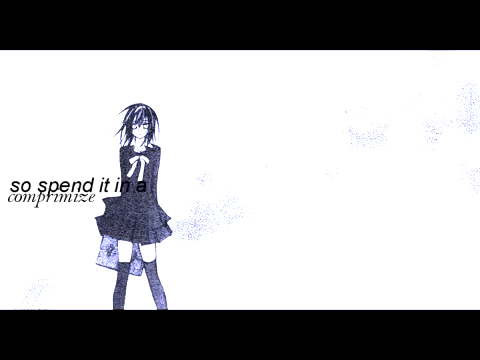 so spend it in a
comprimize